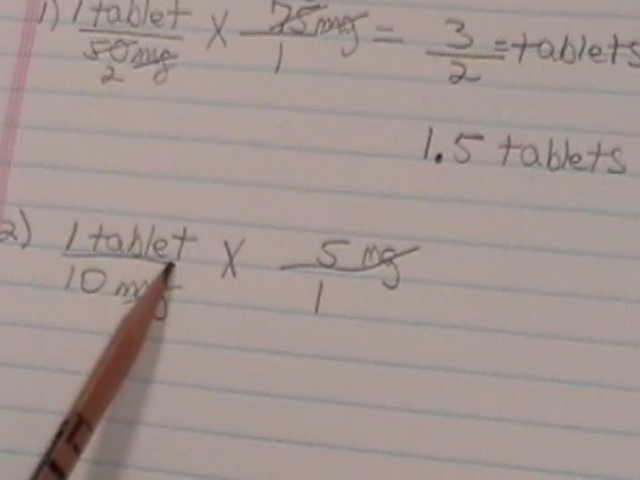 1) 1 tablet / 50 mg X 75 mg / 1 = 3 / 2 = tablets
2
1.5 tablets
2) 1 tablet / 10 mg X 5 mg / 1